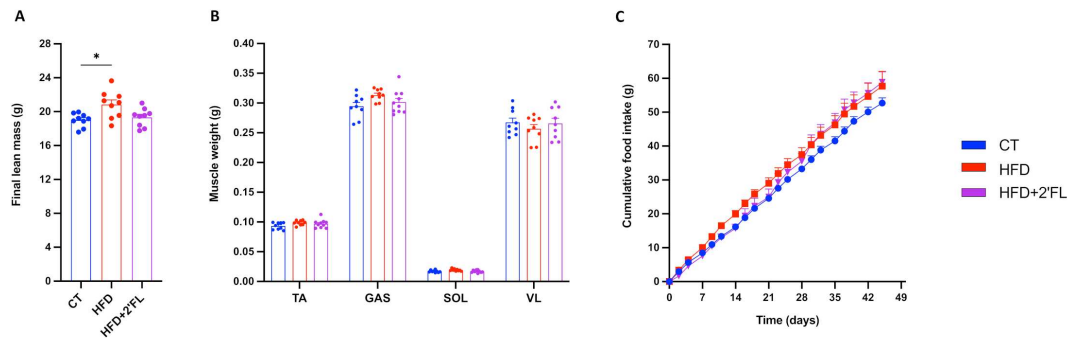 A
Final lean mass (g)
28
24
20
16
12
8
4
0
*
CT
HFD
HFD+2'FL
B
Muscle weight (g)
0.40
0.35
0.30
0.25
0.20
0.15
0.10
0.05
0.00
TA
GAS
SOL
VL
C
Cumulative food intake (g)
70
60
50
40
30
20
10
0
0
7
14
21
28
35
42
49
Time (days)
CT
HFD
HFD+2'FL